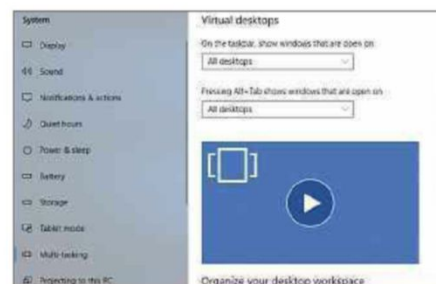 System
Display
Sound
Notifications & actions
Quiet hours
Power & sleep
Battery
Storage
Tablet mode
Multi-tasking
Projecting to this PC
Virtual desktops
On the taskbar, show windows that are open on
All desktops
Pressing Alt+Tab shows windows that are open on
All desktops
Organize your desktop workspace